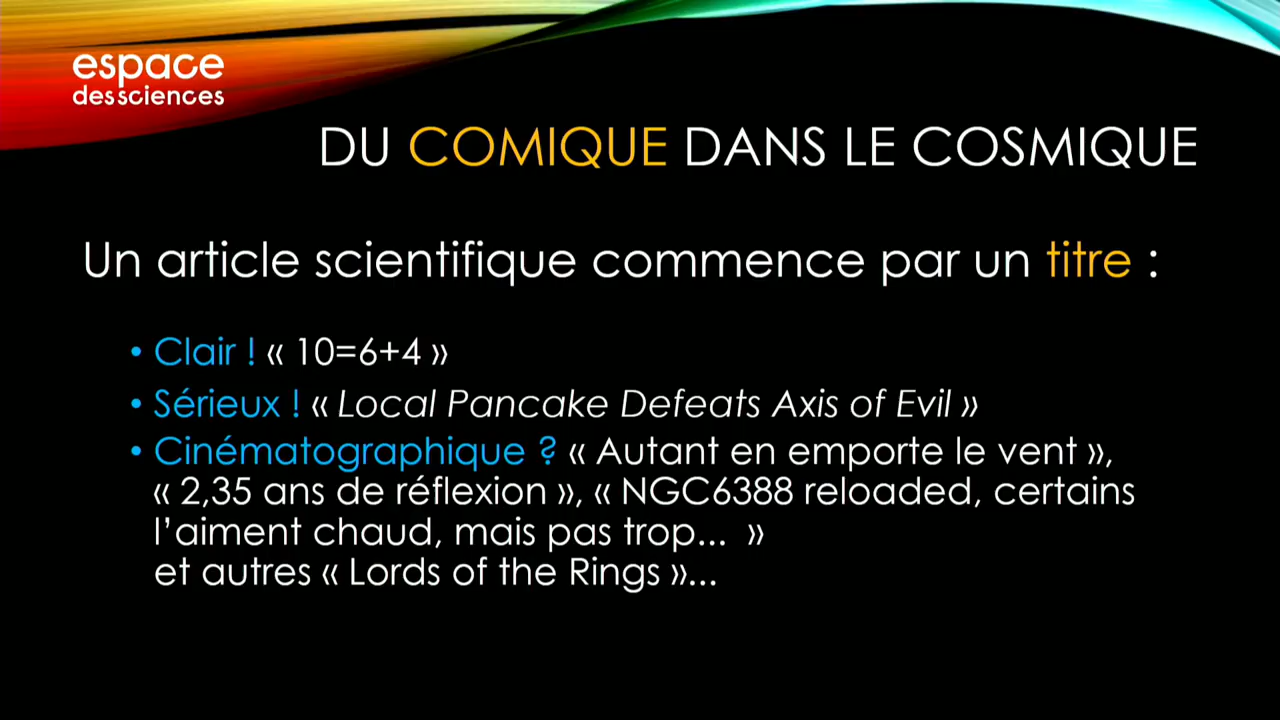 espace
des sciences
DU COMIQUE DANS LE COSMIQUE
Un article scientifique commence par un titre :
• Clair ! « 10=6+4 »
• Sérieux ! « Local Pancake Defeats Axis of Evil »
• Cinématographique ? « Autant en emporte le vent »,
« 2,35 ans de réflexion », « NGC6388 reloaded, certains
l’aiment chaud, mais pas trop... »
et autres « Lords of the Rings »...